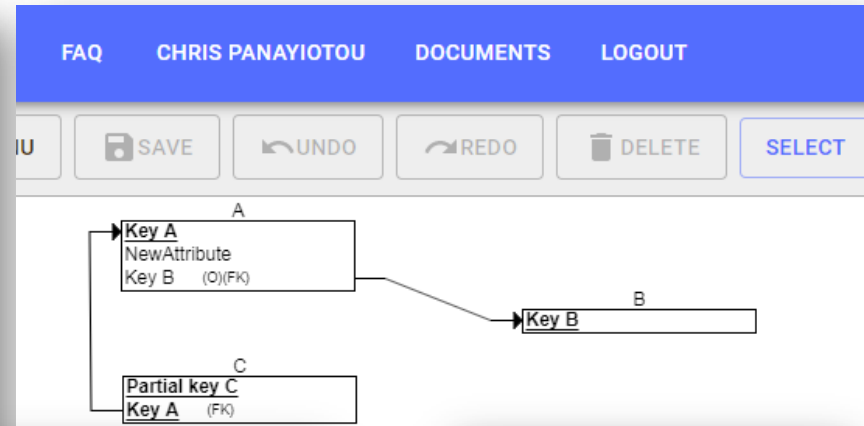 FAQ CHRIS PANAYIOTOU DOCUMENTS LOGOUT
SAVE UNDO REDO DELETE SELECT
A
Key A
NewAttribute
Key B (O)(FK)
B
Key B
C
Partial key C
Key A (FK)